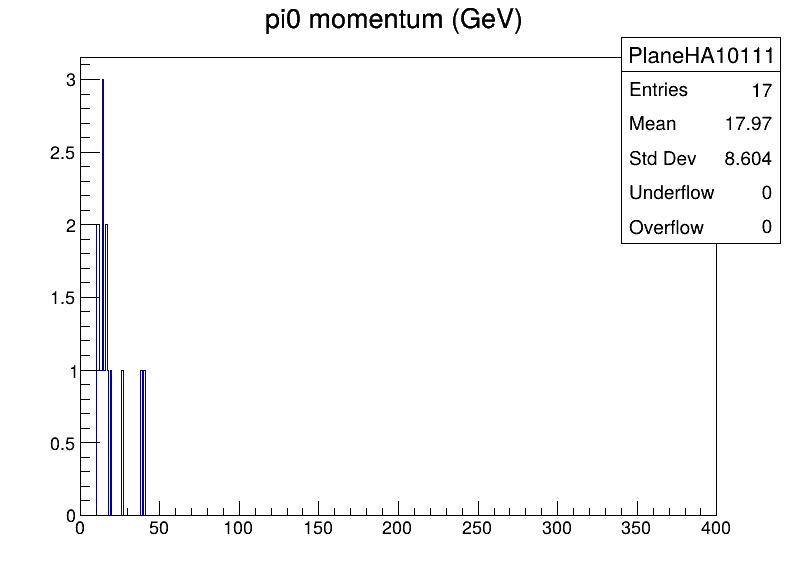 pi0 momentum (GeV)
PlaneHA10111
Entries 17
Mean 17.97
Std Dev 8.604
Underflow 0
Overflow 0
3
2.5
2
1.5
1
0.5
0
0 50 100 150 200 250 300 350 400